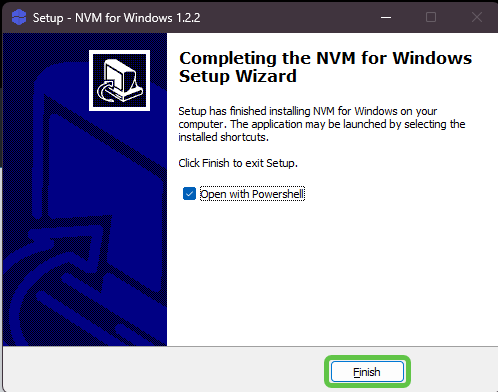 Setup - NVM for Windows 1.2.2
Completing the NVM for Windows
Setup Wizard
Setup has finished installing NVM for Windows on your
computer. The application may be launched by selecting the
installed shortcuts.
Click Finish to exit Setup.
Open with Powershell
Finish